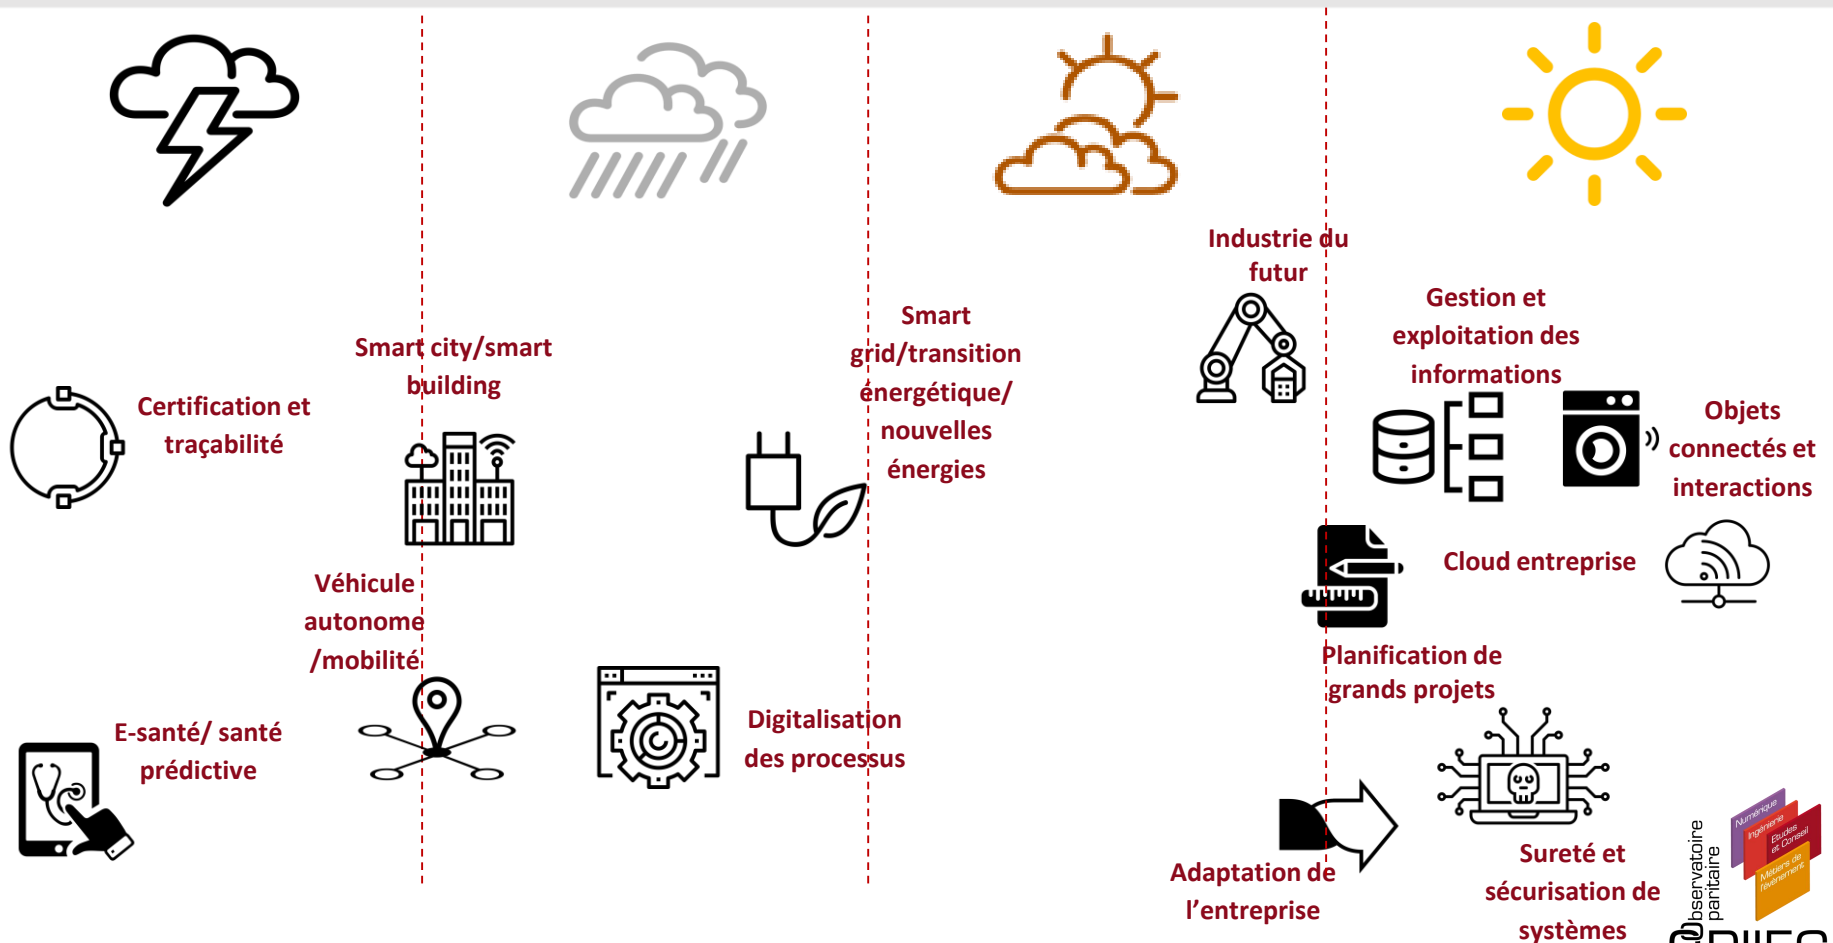 Industrie du
futur
Gestion et
exploitation des
informations
Smart
grid/transition
énergétique/
nouvelles
énergies
Smart city/smart
building
Certification et
traçabilité
Objets
connectés et
interactions
Cloud entreprise
Véhicule
autonome
/mobilité
Planification de
grands projets
E-santé/ santé
prédictive
Digitalisation
des processus
Adaptation de
l'entreprise
Sureté et
sécurisation de
systèmes
Observatoire
paritaire
Numérique
Ingénierie
Etudes
et Conseil
Métiers de
l'évènement